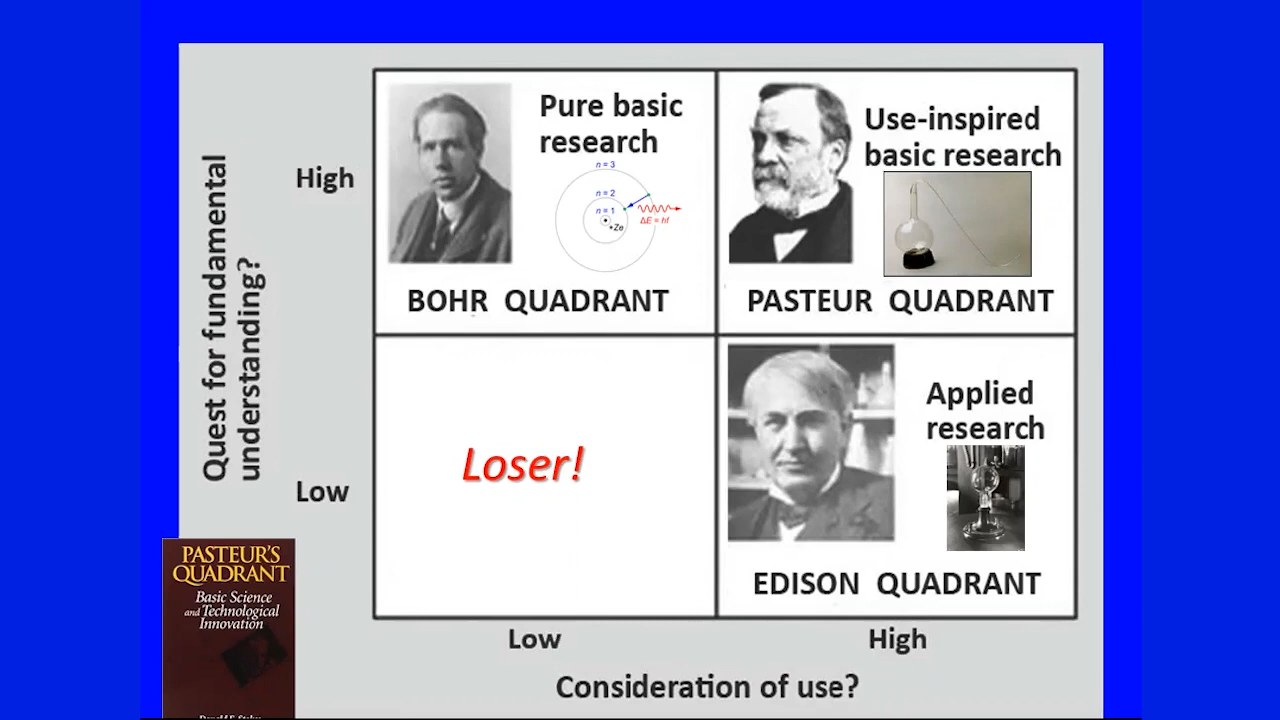 Quest for fundamental
understanding?
High
Low
Pure basic
research
n = 3
n = 2
n = 1
+Ze
ΔE = hf
BOHR QUADRANT
Use-inspired
basic research
PASTEUR QUADRANT
Loser!
Applied
research
EDISON QUADRANT
Low
High
Consideration of use?
PASTEUR'S
QUADRANT
Basic Science
and Technological
Innovation